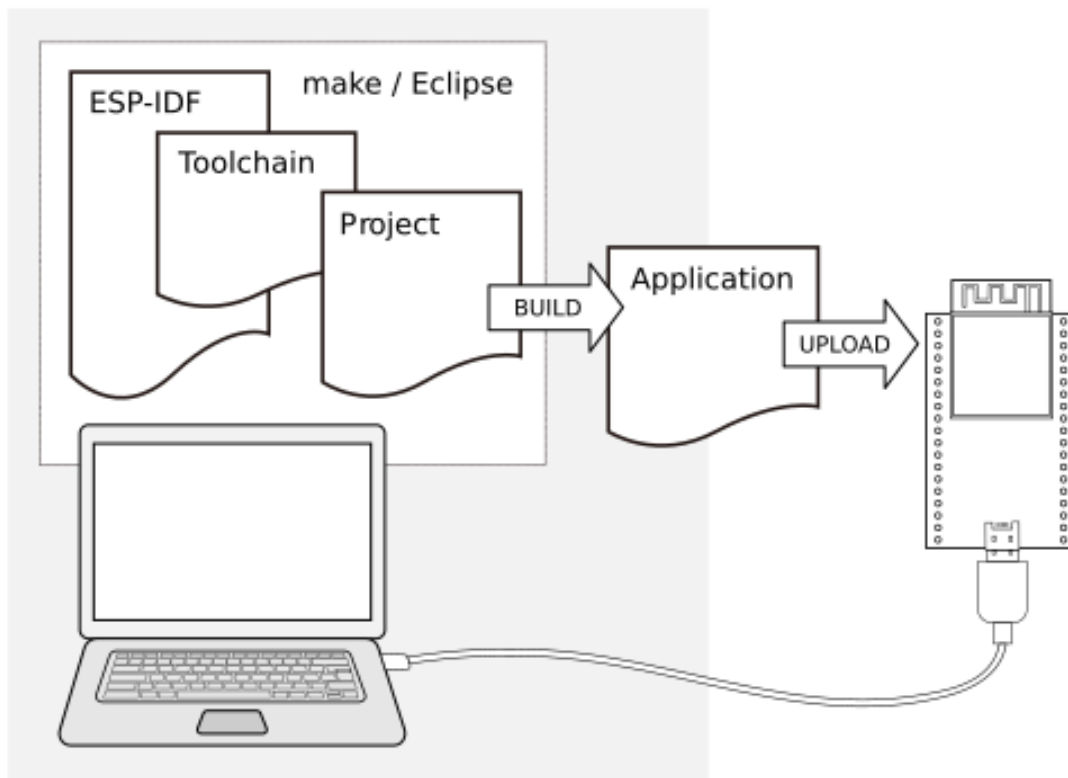 make / Eclipse
ESP-IDF
Toolchain
Project
BUILD
Application
UPLOAD